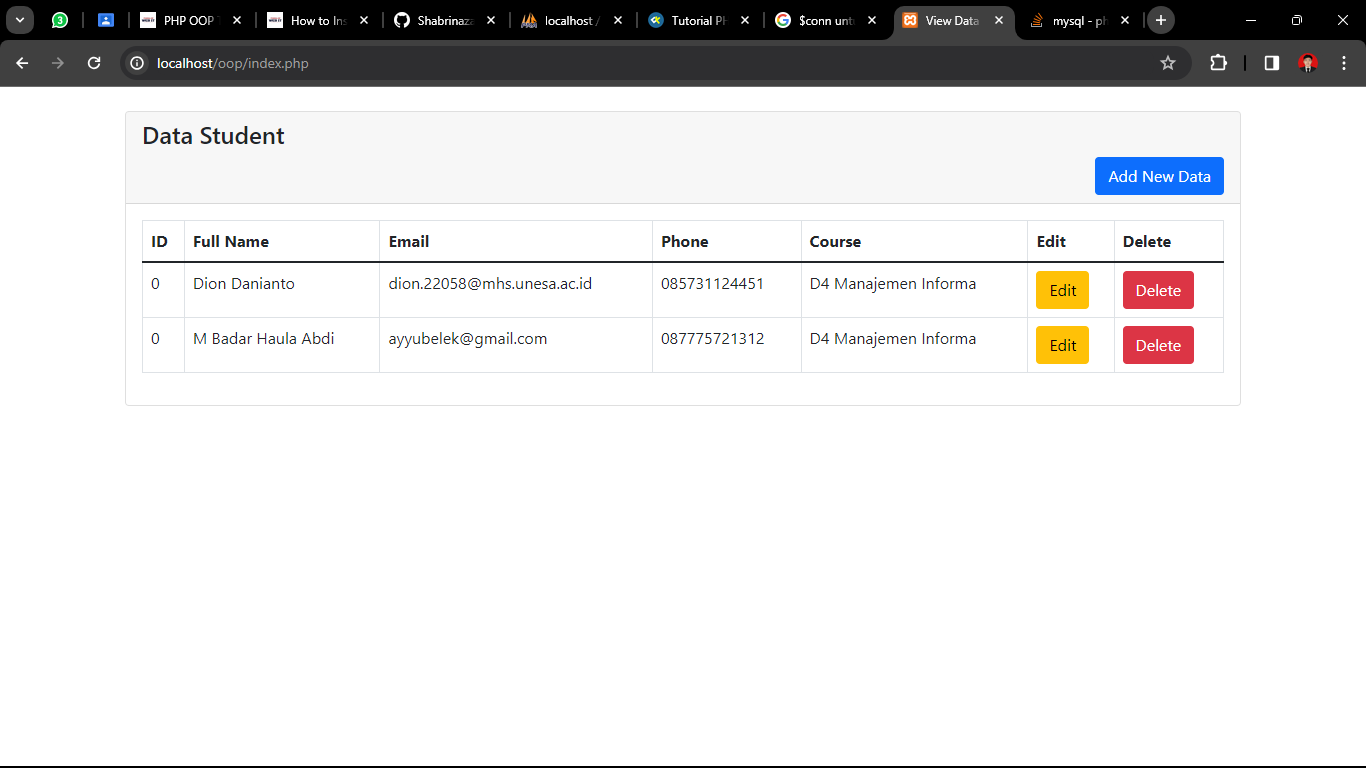 3
PHP OOP T
How to Ins
Shabrinaza
localhost /
Tutorial PH
$conn unt
View Data
mysql - ph
localhost/oop/index.php
Data Student
Add New Data
ID Full Name Email Phone Course Edit Delete
0 Dion Danianto dion.22058@mhs.unesa.ac.id 085731124451 D4 Manajemen Informa Edit Delete
0 M Badar Haula Abdi ayyubelek@gmail.com 087775721312 D4 Manajemen Informa Edit Delete